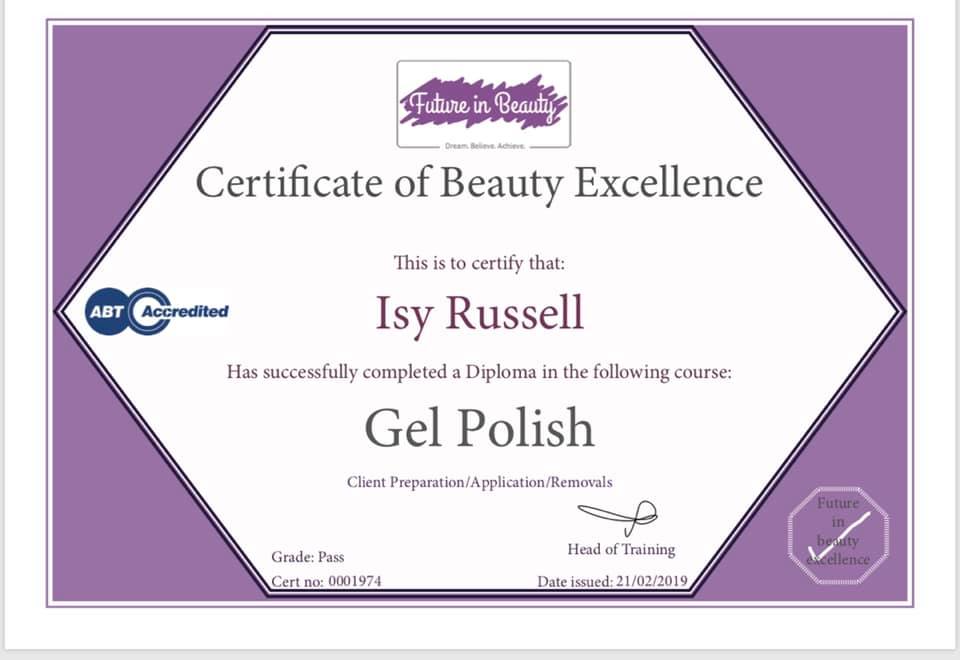 Future in Beauty
Dream. Believe. Achieve.
Certificate of Beauty Excellence
This is to certify that:
ABT Accredited
Isy Russell
Has successfully completed a Diploma in the following course:
Gel Polish
Client Preparation/Application/Removals
Head of Training
Grade: Pass
Cert no: 0001974
Date issued: 21/02/2019
Future
in
beauty
excellence